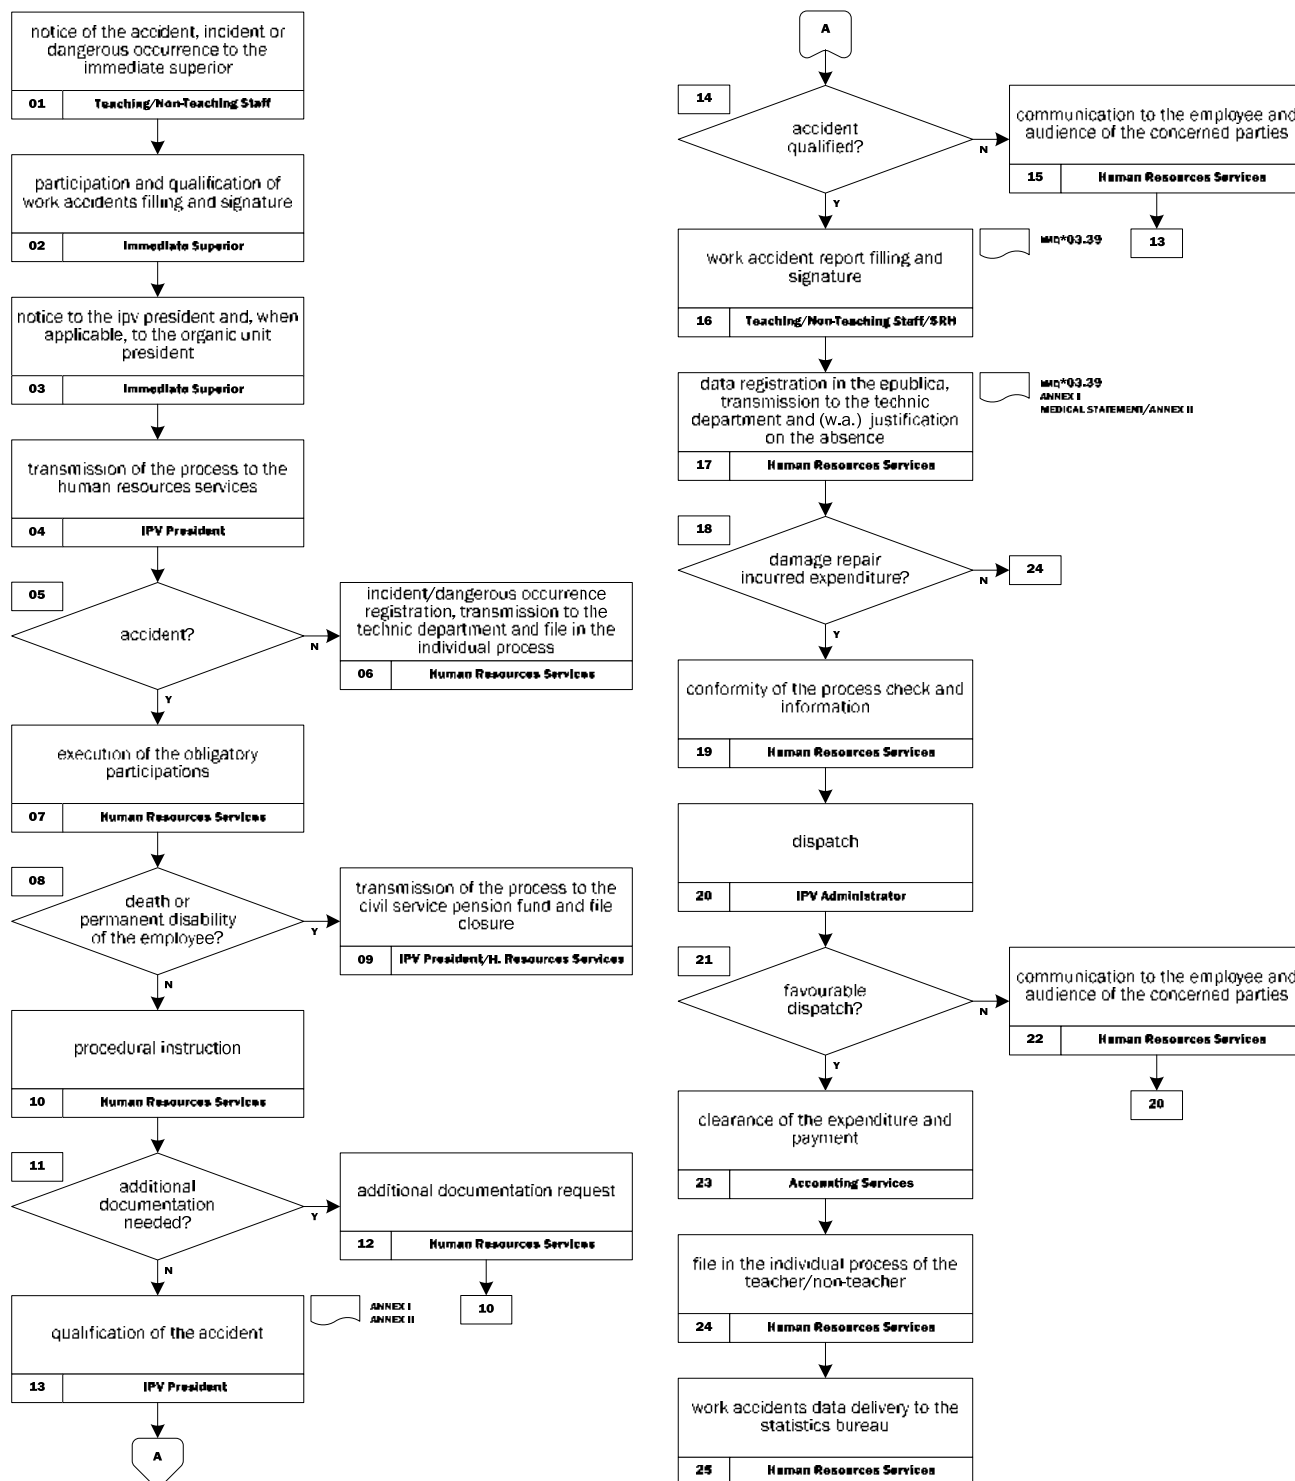 notice of the accident, incident or
dangerous occurrence to the
immediate superior
01 Teaching/Non-Teaching Staff
participation and qualification of
work accidents filling and signature
02 Immediate Superior
notice to the ipv president and, when
applicable, to the organic unit
president
03 Immediate Superior
transmission of the process to the
human resources services
04 IPV President
05
accident?
N
Y
incident/dangerous occurrence
registration, transmission to the
technic department and file in the
individual process
06 Human Resources Services
execution of the obligatory
participations
07 Human Resources Services
08
death or
permanent disability
of the employee?
Y
N
transmission of the process to the
civil service pension fund and file
closure
09 IPV President/H. Resources Services
procedural instruction
10 Human Resources Services
11
additional
documentation
needed?
Y
N
additional documentation request
12 Human Resources Services
10
qualification of the accident
13 IPV President
ANNEX I
ANNEX II
A
A
14
accident
qualified?
N
Y
communication to the employee and
audience of the concerned parties
15 Human Resources Services
13
work accident report filling and
signature
16 Teaching/Non-Teaching Staff/SRH
MQ*03.39
data registration in the epublica,
transmission to the technic
department and (w.a.) justification
on the absence
17 Human Resources Services
MQ*03.39
ANNEX I
MEDICAL STATEMENT/ANNEX II
18
damage repair
incurred expenditure?
N
24
Y
conformity of the process check and
information
19 Human Resources Services
dispatch
20 IPV Administrator
21
favourable
dispatch?
N
Y
communication to the employee and
audience of the concerned parties
22 Human Resources Services
20
clearance of the expenditure and
payment
23 Accounting Services
file in the individual process of the
teacher/non-teacher
24 Human Resources Services
work accidents data delivery to the
statistics bureau
25 Human Resources Services